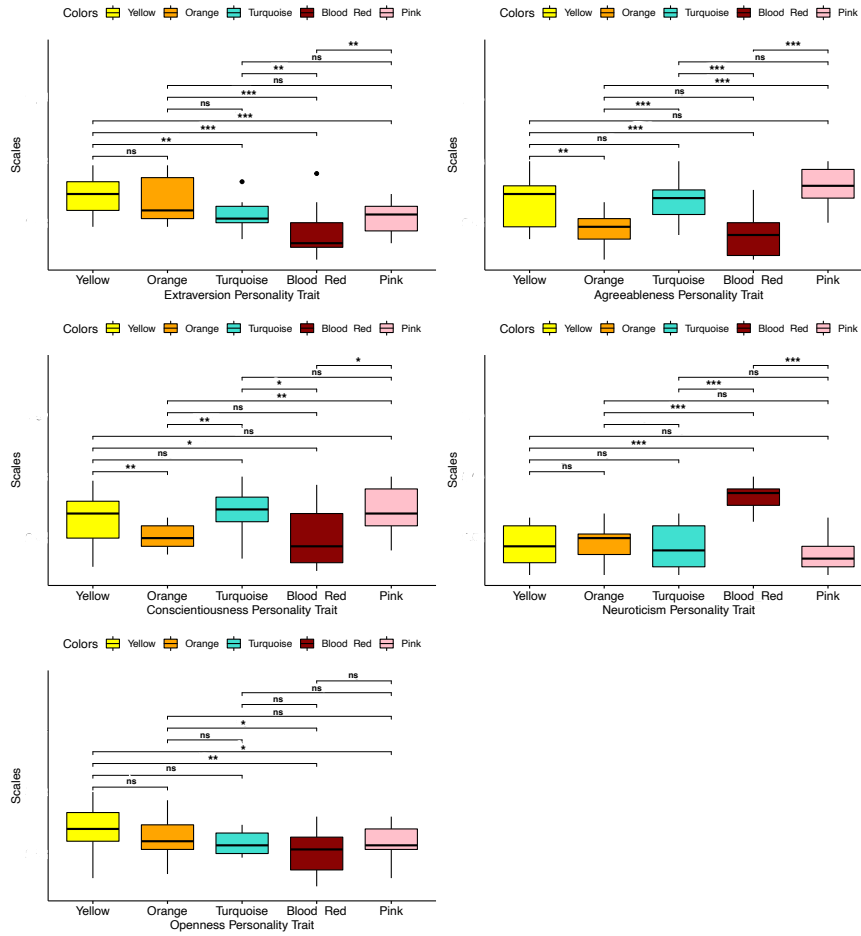 Colors Yellow Orange Turquoise Blood Red Pink
**
ns
**
ns
***
ns
***
***
**
ns
Scales
Yellow Orange Turquoise Blood Red Pink
Extraversion Personality Trait
Colors Yellow Orange Turquoise Blood Red Pink
***
ns
***
***
ns
***
ns
***
ns
**
Scales
Yellow Orange Turquoise Blood Red Pink
Agreeableness Personality Trait
Colors Yellow Orange Turquoise Blood Red Pink
*
ns
*
**
ns
**
ns
*
ns
**
Scales
Yellow Orange Turquoise Blood Red Pink
Conscientiousness Personality Trait
Colors Yellow Orange Turquoise Blood Red Pink
***
ns
***
ns
***
ns
ns
***
ns
ns
Scales
Yellow Orange Turquoise Blood Red Pink
Neuroticism Personality Trait
Colors Yellow Orange Turquoise Blood Red Pink
ns
ns
ns
ns
*
ns
*
**
ns
ns
Scales
Yellow Orange Turquoise Blood Red Pink
Openness Personality Trait